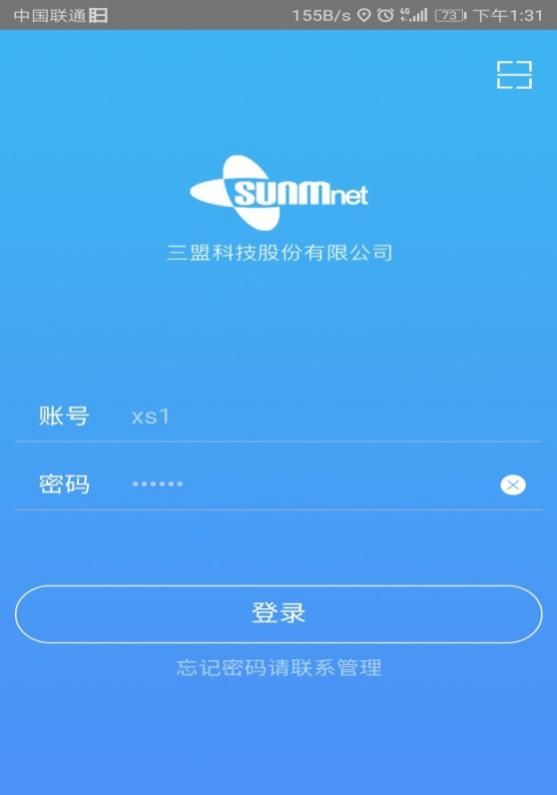 中国联通 155B/s 4G 73 下午1:31
sunmnet
三盟科技股份有限公司
账号 xs1
密码 ••••••
登录
忘记密码请联系管理